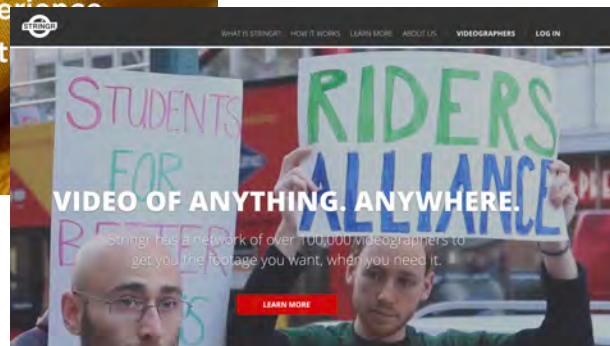 erience
t
STRINGR
WHAT IS STRINGR? HOW IT WORKS LEARN MORE ABOUT US VIDEOGRAPHERS LOG IN
STUDENTS
FOR
RIDERS
ALLIANCE
VIDEO OF ANYTHING. ANYWHERE.
Stringr has a network of over 100,000 videographers to
get you the footage you want, when you need it.
LEARN MORE